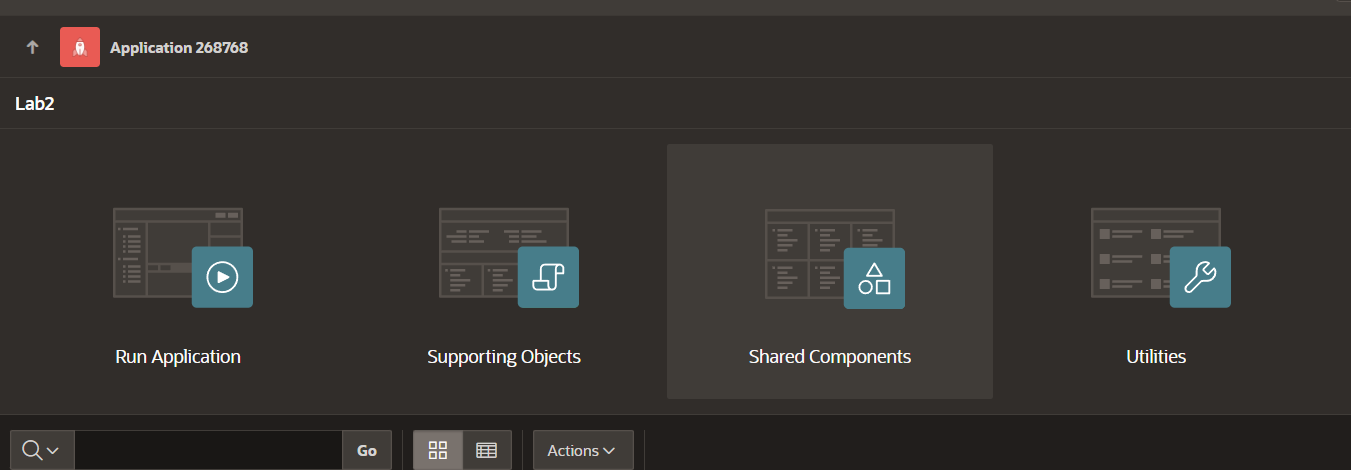 Application 268768
Lab2
Run Application
Supporting Objects
Shared Components
Utilities
Go
Actions